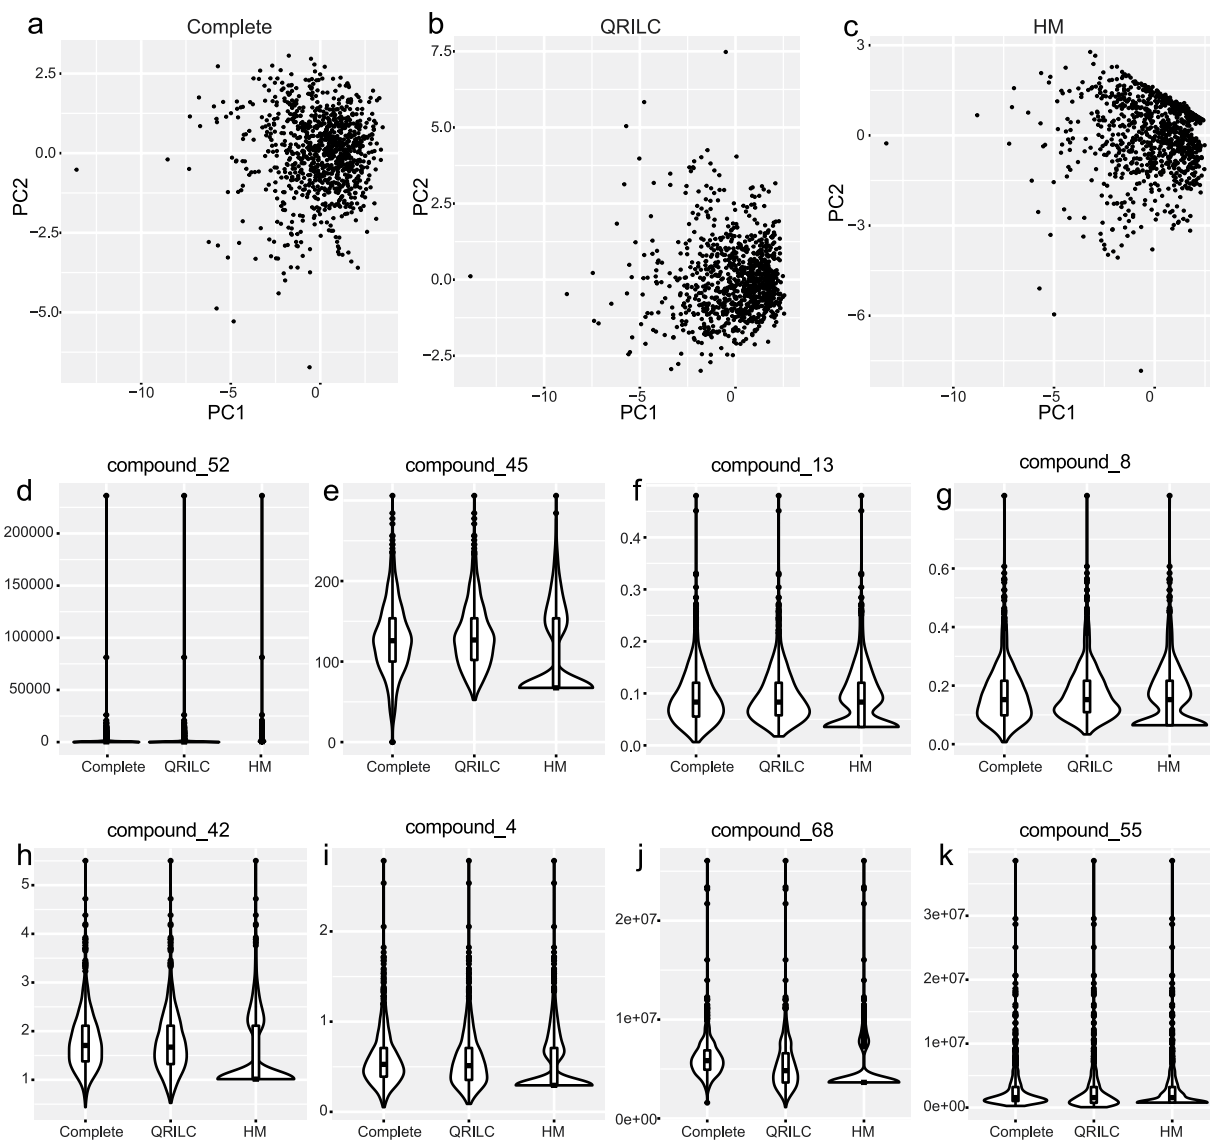 a Complete
2.5
0.0
−2.5
−5.0
PC2
−10 −5 0
PC1
b QRILC
7.5
5.0
2.5
0.0
−2.5
PC2
−10 −5 0
PC1
c HM
3
0
−3
−6
PC2
−10 −5 0
PC1
d compound_52
200000
150000
100000
50000
0
Complete QRILC HM
e compound_45
200
100
0
Complete QRILC HM
f compound_13
0.4
0.3
0.2
0.1
0.0
Complete QRILC HM
g compound_8
0.6
0.4
0.2
0.0
Complete QRILC HM
h compound_42
5
4
3
2
1
Complete QRILC HM
i compound_4
2
1
0
Complete QRILC HM
j compound_68
2e+07
1e+07
0e+00
Complete QRILC HM
k compound_55
3e+07
2e+07
1e+07
0e+00
Complete QRILC HM